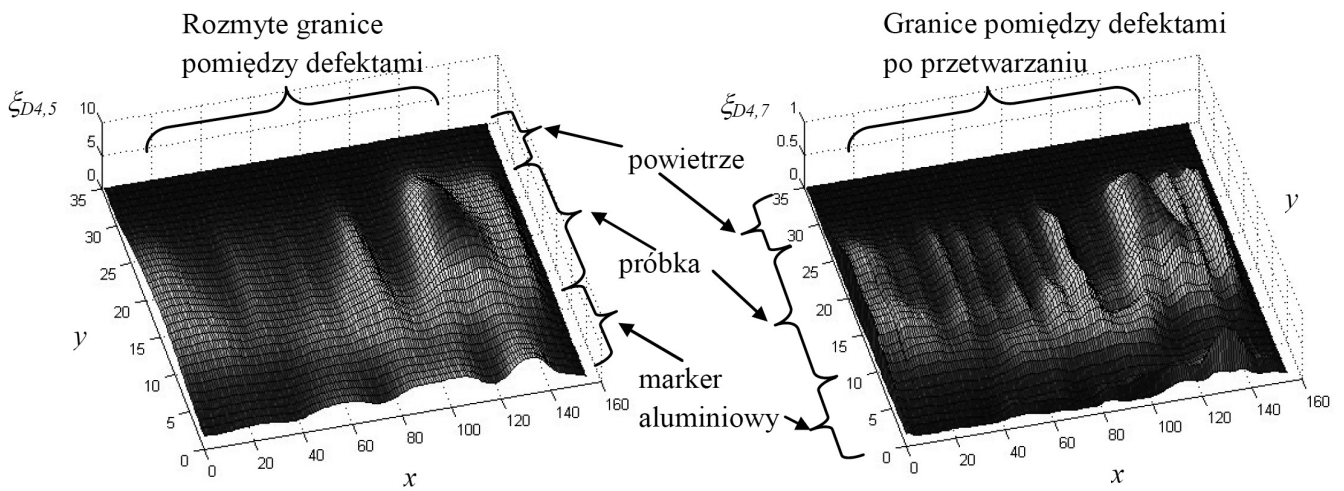 Rozmyte granice
pomiędzy defektami
Granice pomiędzy defektami
po przetwarzaniu
ξD4,5
10
5
0
35
30
25
20
15
10
5
0
y
0
20
40
60
80
100
120
140
160
x
powietrze
próbka
marker
aluminiowy
ξD4,7
1
0.5
0
35
30
25
20
15
10
5
0
y
0
20
40
60
80
100
120
140
160
x